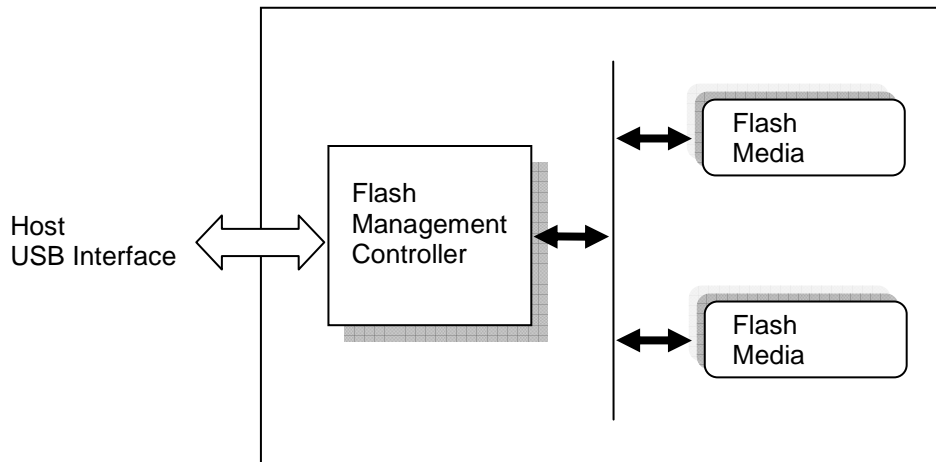 Host
USB Interface
Flash
Management
Controller
Flash
Media
Flash
Media